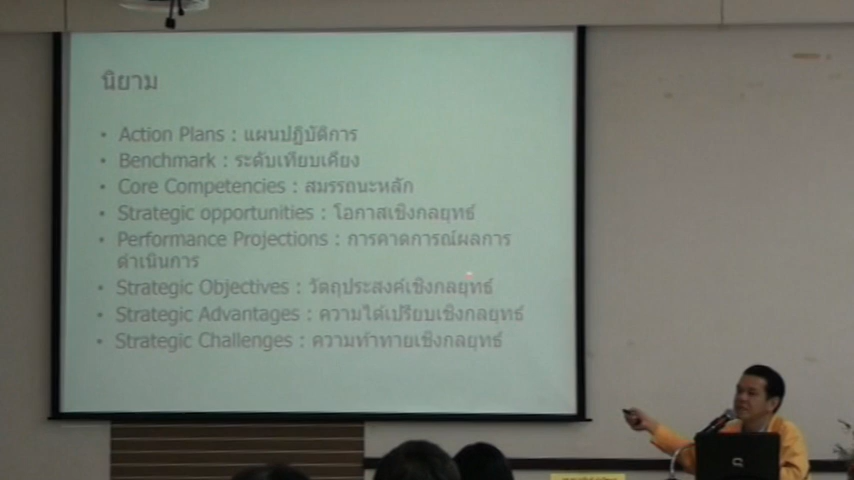 นิยาม
• Action Plans : แผนปฏิบัติการ
• Benchmark : ระดับเทียบเคียง
• Core Competencies : สมรรถนะหลัก
• Strategic opportunities : โอกาสเชิงกลยุทธ์
• Performance Projections : การคาดการณ์ผลการ
ดำเนินการ
• Strategic Objectives : วัตถุประสงค์เชิงกลยุทธ์
• Strategic Advantages : ความได้เปรียบเชิงกลยุทธ์
• Strategic Challenges : ความท้าทายเชิงกลยุทธ์